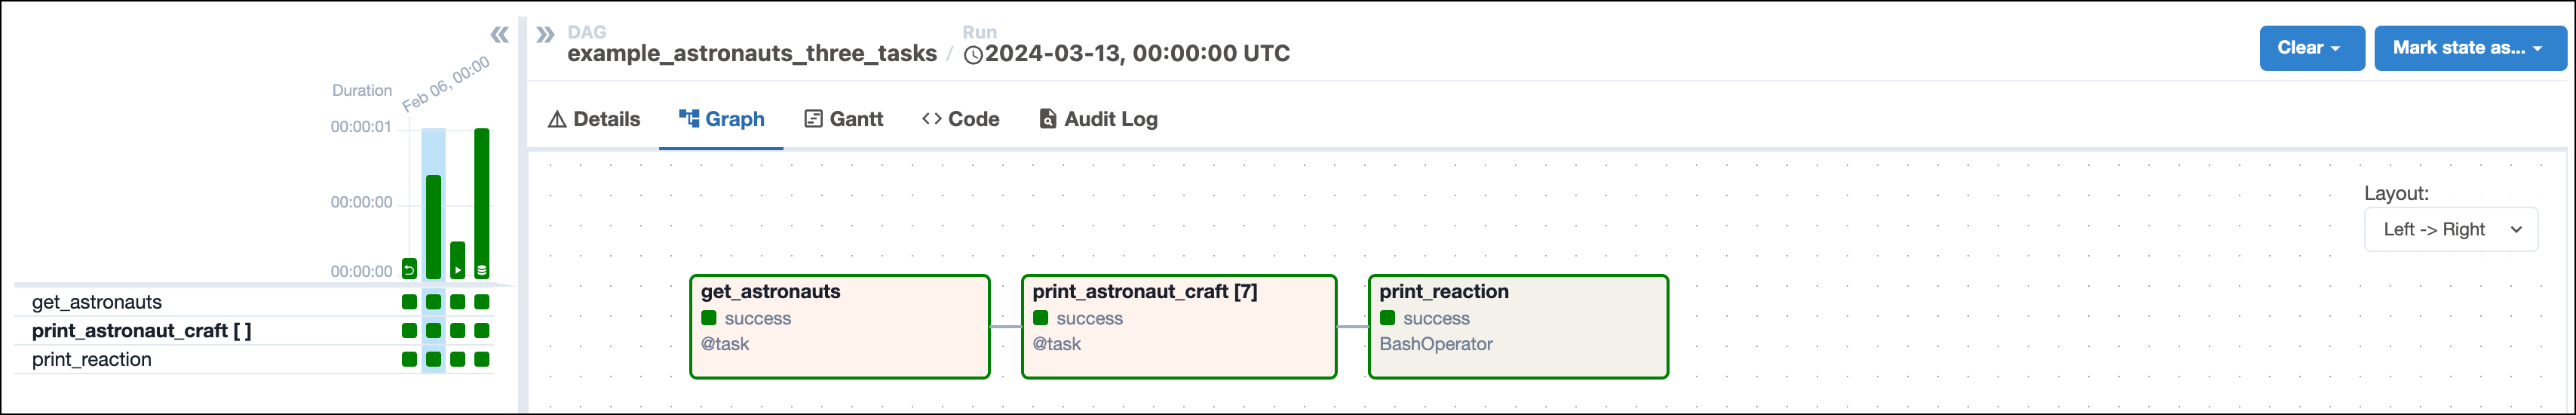 Duration
Feb 06, 00:00
00:00:01
00:00:00
00:00:00
get_astronauts
print_astronaut_craft [ ]
print_reaction
DAG
example_astronauts_three_tasks
/
Run
2024-03-13, 00:00:00 UTC
Clear
Mark state as...
Details
Graph
Gantt
Code
Audit Log
Layout:
Left -> Right
get_astronauts
success
@task
print_astronaut_craft [7]
success
@task
print_reaction
success
BashOperator